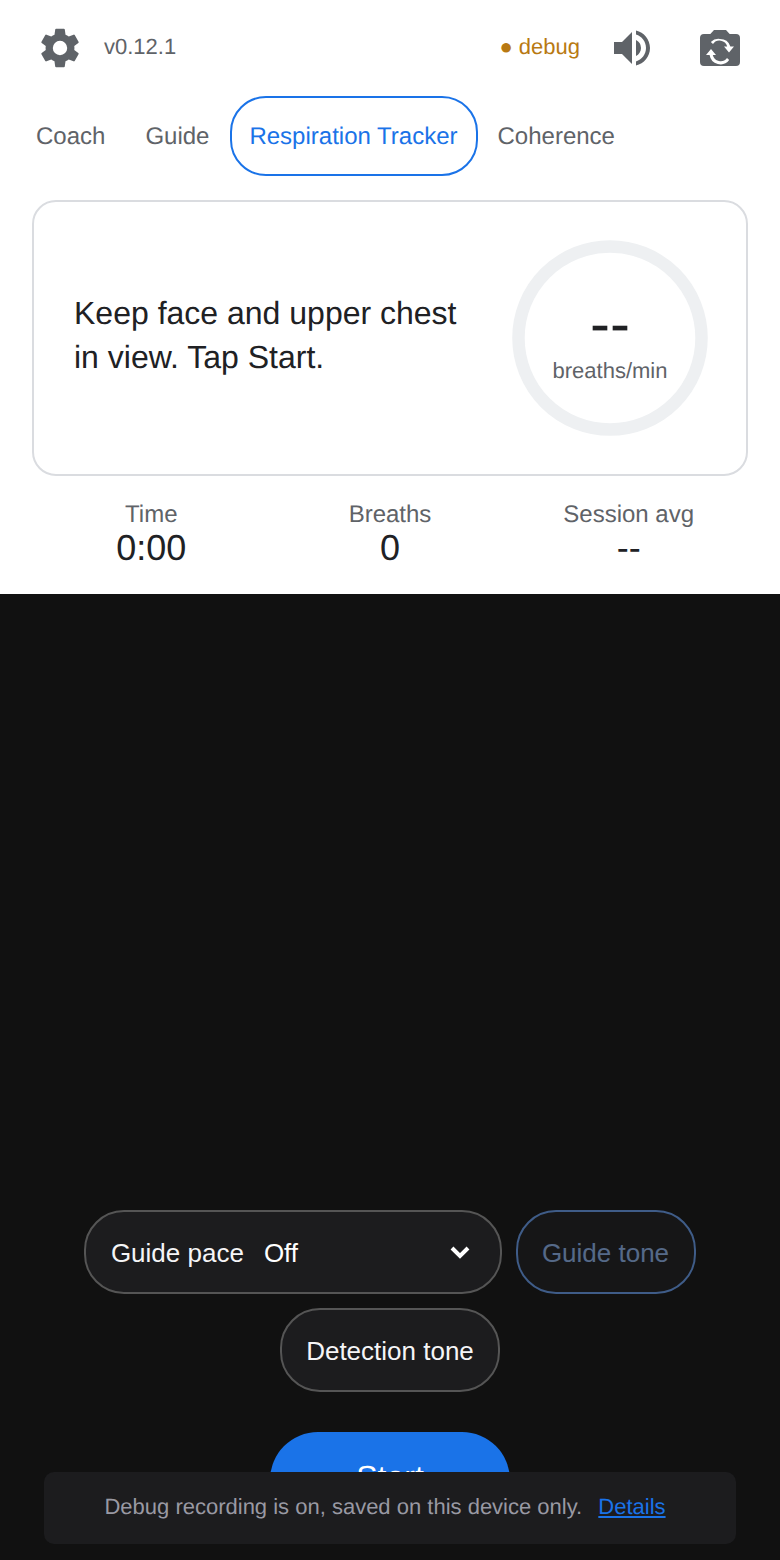 v0.12.1
debug
Coach Guide Respiration Tracker Coherence
Keep face and upper chest
in view. Tap Start.
--
breaths/min
Time Breaths Session avg
0:00 0 --
Guide pace Off
Guide tone
Detection tone
Start
Debug recording is on, saved on this device only. Details